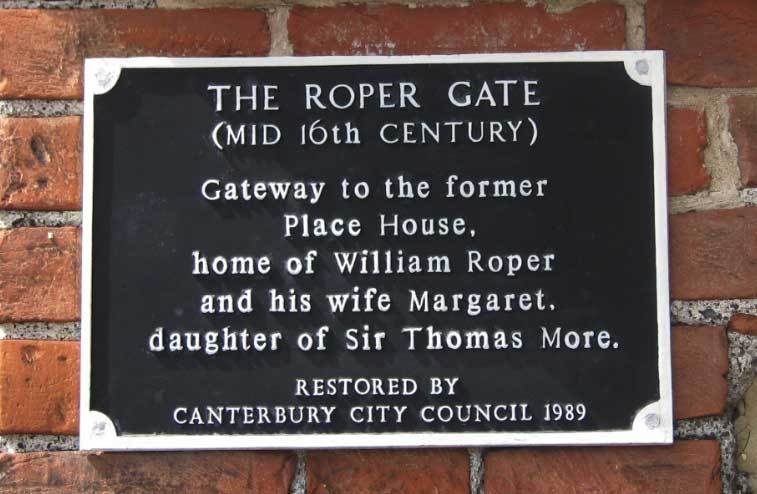 THE ROPER GATE
(MID 16th CENTURY)
Gateway to the former
Place House,
home of William Roper
and his wife Margaret,
daughter of Sir Thomas More.
RESTORED BY
CANTERBURY CITY COUNCIL 1989